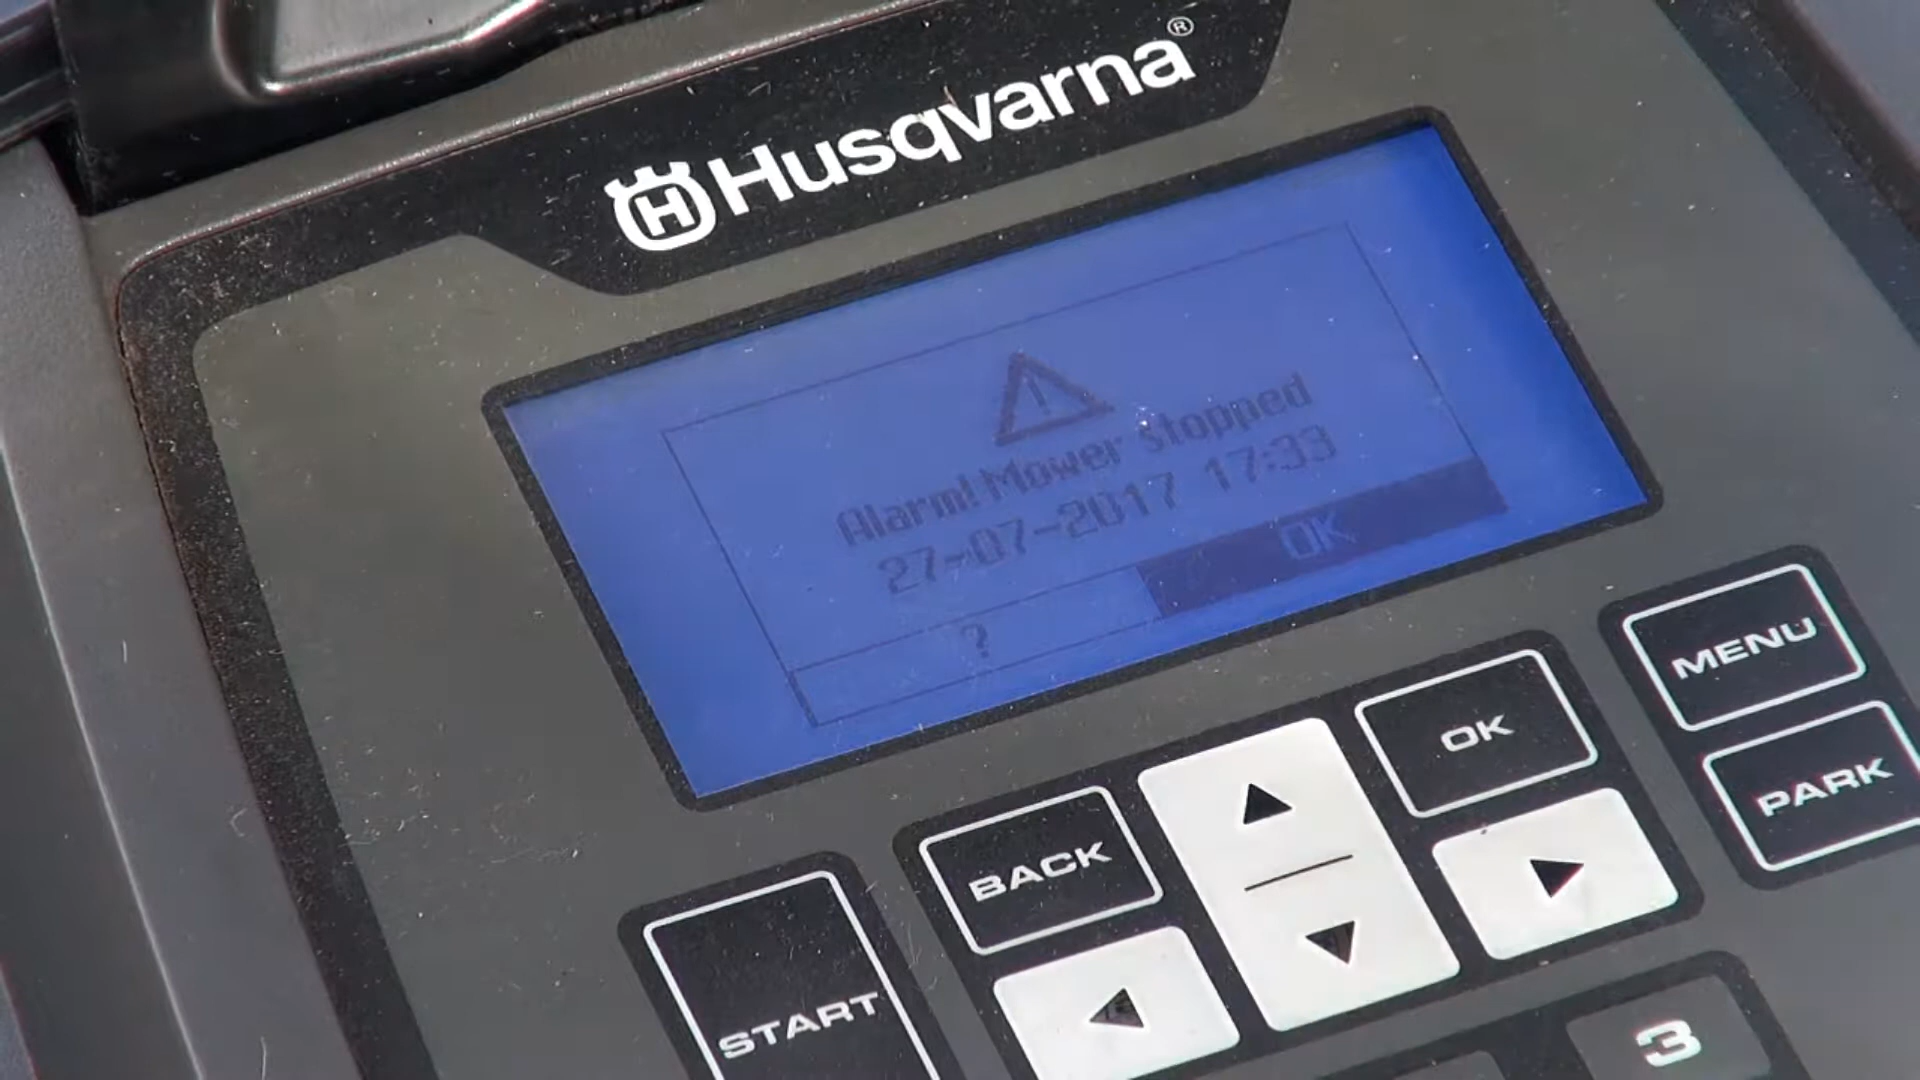 Husqvarna®
Alarm! Mower stopped
27-07-2017 17:33
? OK
MENU
OK
PARK
BACK
START
3